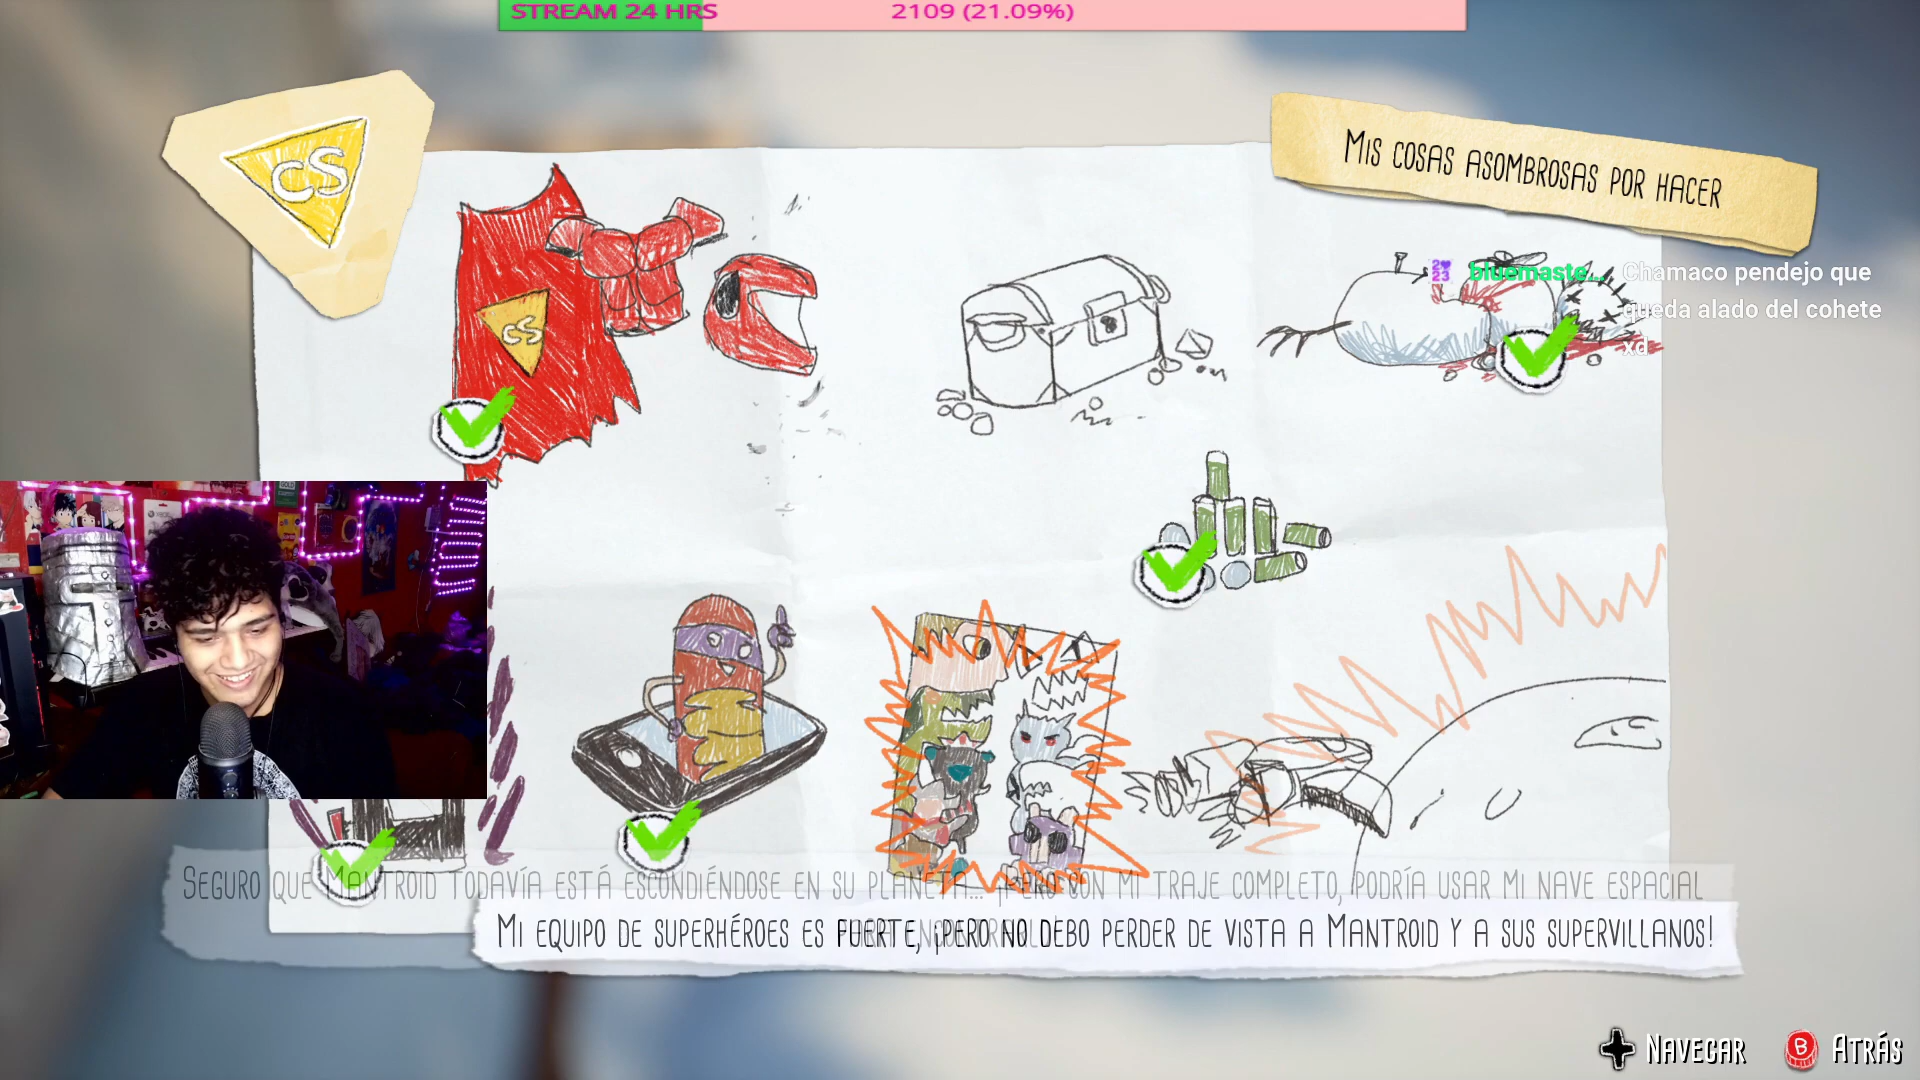 STREAM 24 HRS
2109 (21.09%)
CS
MIS COSAS ASOMBROSAS POR HACER
CS
bluemaste... Chamaco pendejo que
queda alado del cohete
xd
SEGURO QUE MANTROID TODAVÍA ESTÁ ESCONDIÉNDOSE EN SU PLANETA... ¡PERO CON MI TRAJE COMPLETO, PODRÍA USAR MI NAVE ESPACIAL
MI EQUIPO DE SUPERHÉROES ES FUERTE, ¡PERO NO DEBO PERDER DE VISTA A MANTROID Y A SUS SUPERVILLANOS!
NAVEGAR
B ATRÁS